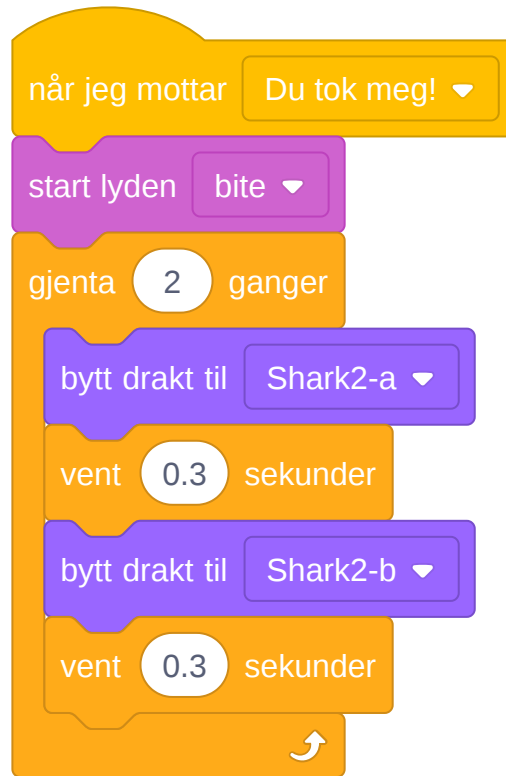 når jeg mottar Du tok meg!
start lyden bite
gjenta 2 ganger
bytt drakt til Shark2-a
vent 0.3 sekunder
bytt drakt til Shark2-b
vent 0.3 sekunder